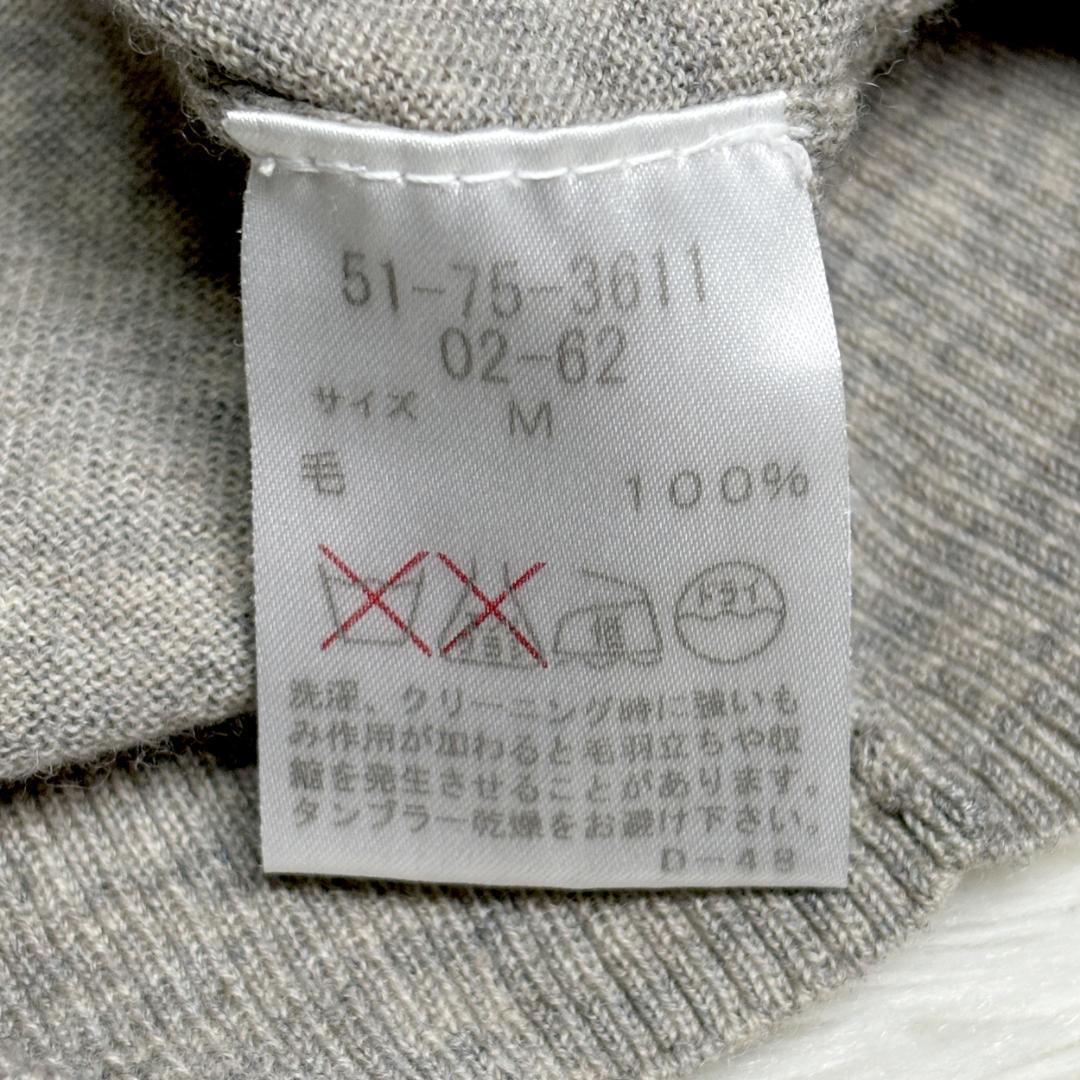 51-75-3611
02-62
サイズ M
毛 100%
ドライ
洗濯、クリーニング時に強いも
み作用が加わると毛羽立ちや収
縮を発生させることがあります。
タンブラー乾燥をお避け下さい。
D-48